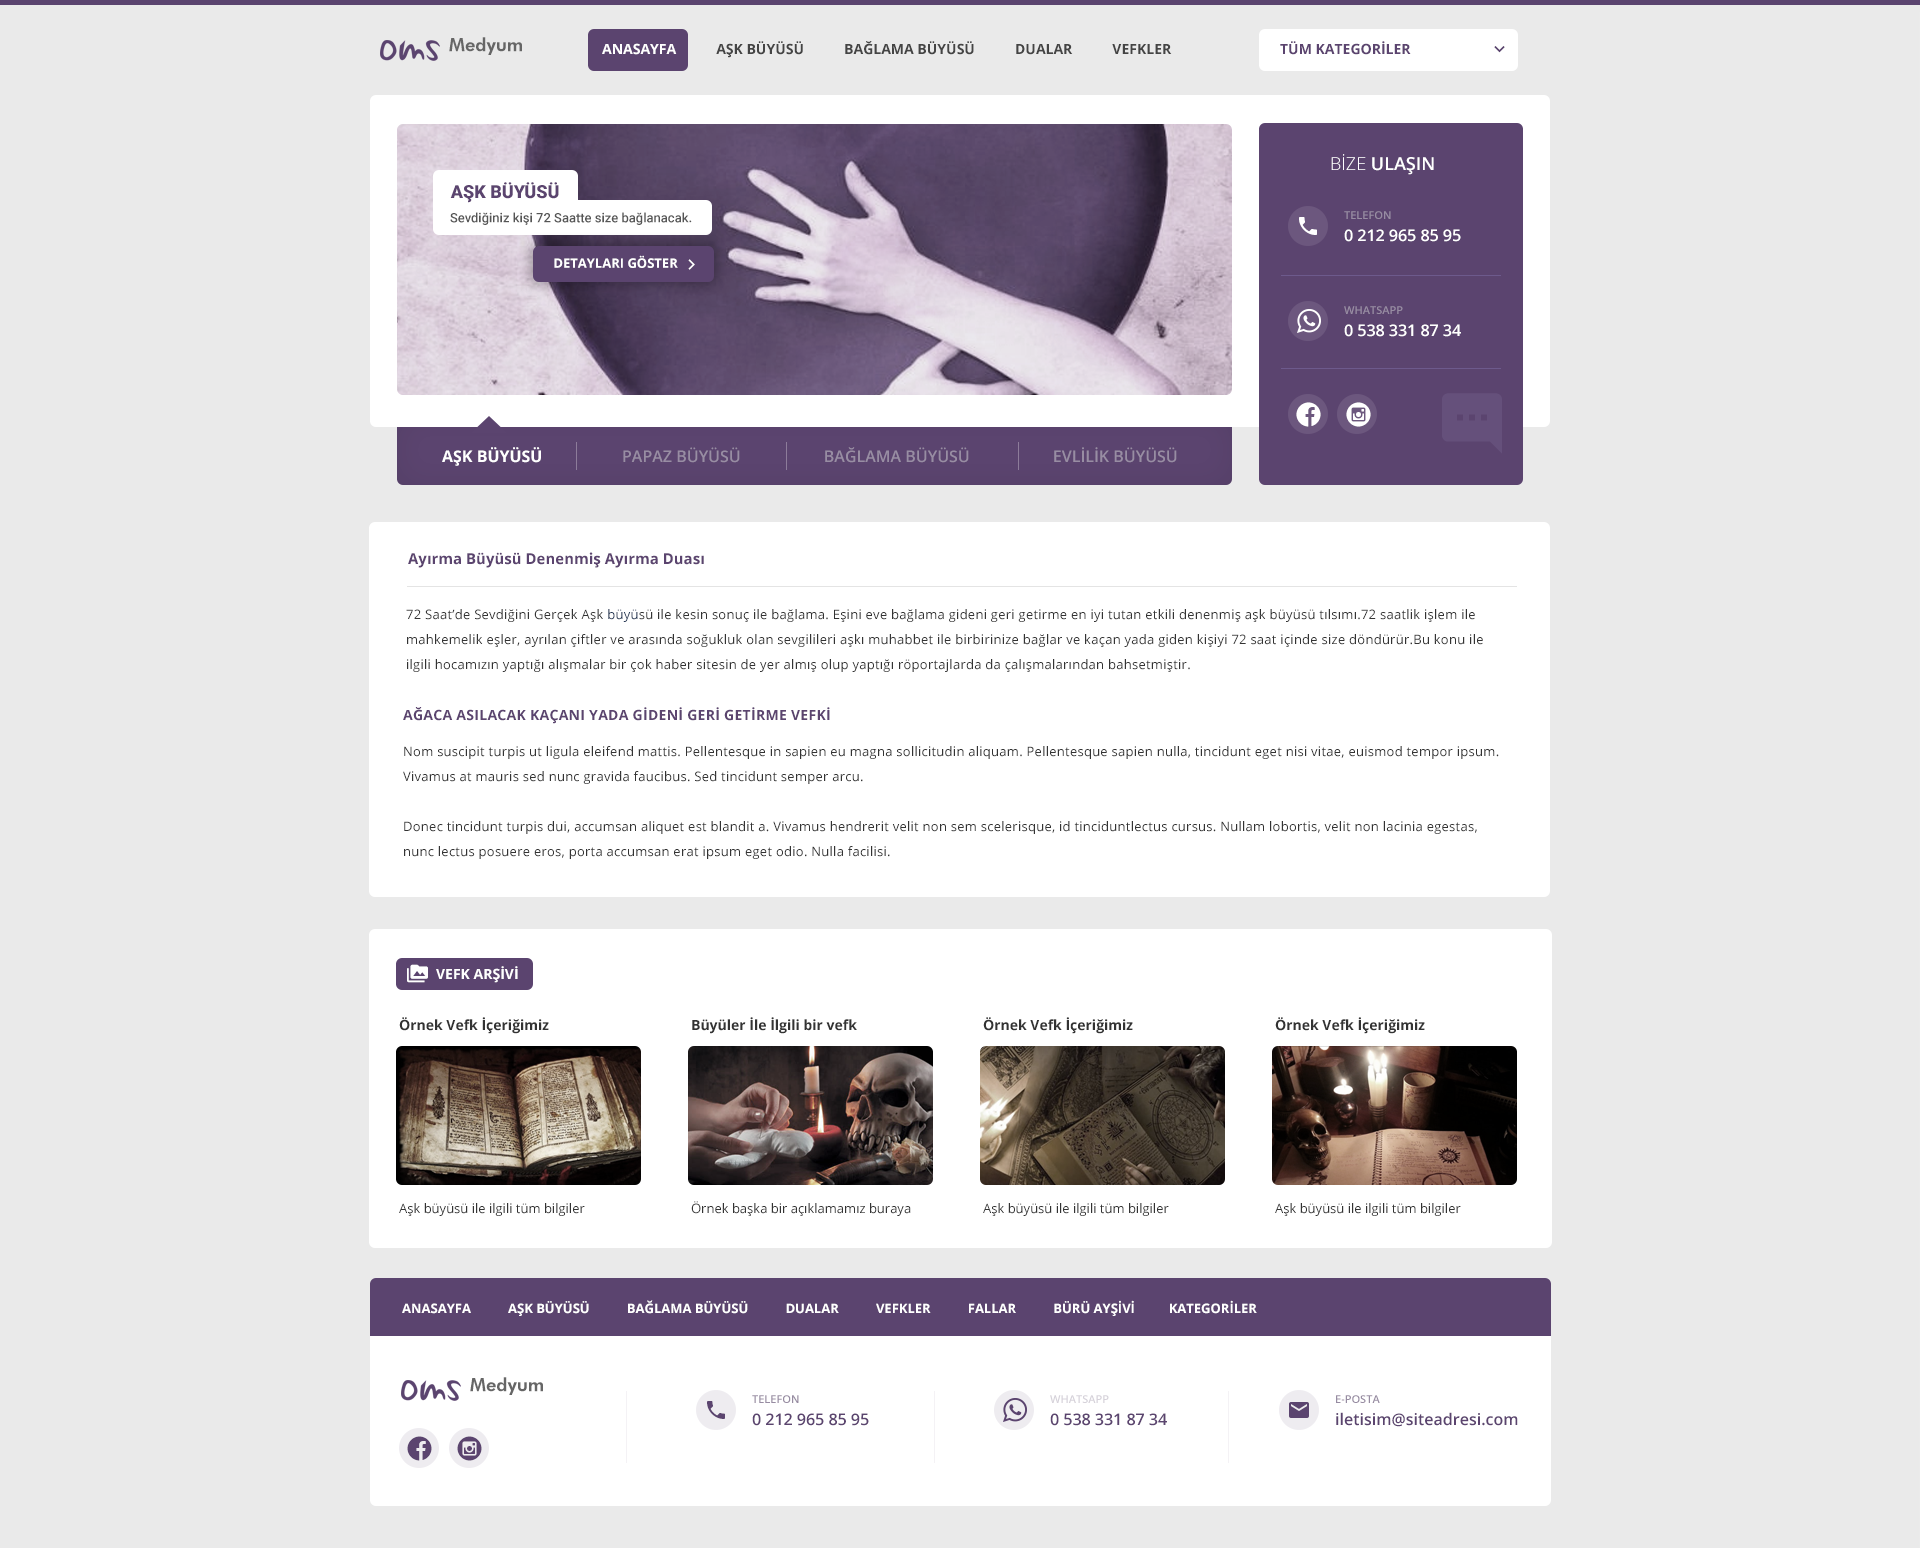 Oms Medyum
ANASAYFA
AŞK BÜYÜSÜ
BAĞLAMA BÜYÜSÜ
DUALAR
VEFKLER
TÜM KATEGORİLER
AŞK BÜYÜSÜ
Sevdiğiniz kişi 72 Saatte size bağlanacak.
DETAYLARI GÖSTER
BİZE ULAŞIN
TELEFON
0 212 965 85 95
WHATSAPP
0 538 331 87 34
AŞK BÜYÜSÜ
PAPAZ BÜYÜSÜ
BAĞLAMA BÜYÜSÜ
EVLİLİK BÜYÜSÜ
Ayırma Büyüsü Denenmiş Ayırma Duası
72 Saat’de Sevdiğini Gerçek Aşk büyüsü ile kesin sonuç ile bağlama. Eşini eve bağlama gideni geri getirme en iyi tutan etkili denenmiş aşk büyüsü tılsımı.72 saatlik işlem ile
mahkemelik eşler, ayrılan çiftler ve arasında soğukluk olan sevgilileri aşkı muhabbet ile birbirinize bağlar ve kaçan yada giden kişiyi 72 saat içinde size döndürür.Bu konu ile
ilgili hocamızın yaptığı alışmalar bir çok haber sitesin de yer almış olup yaptığı röportajlarda da çalışmalarından bahsetmiştir.
AĞACA ASILACAK KAÇANI YADA GİDENİ GERİ GETİRME VEFKİ
Nom suscipit turpis ut ligula eleifend mattis. Pellentesque in sapien eu magna sollicitudin aliquam. Pellentesque sapien nulla, tincidunt eget nisi vitae, euismod tempor ipsum.
Vivamus at mauris sed nunc gravida faucibus. Sed tincidunt semper arcu.
Donec tincidunt turpis dui, accumsan aliquet est blandit a. Vivamus hendrerit velit non sem scelerisque, id tinciduntlectus cursus. Nullam lobortis, velit non lacinia egestas,
nunc lectus posuere eros, porta accumsan erat ipsum eget odio. Nulla facilisi.
VEFK ARŞİVİ
Örnek Vefk İçeriğimiz
Büyüler İle İlgili bir vefk
Örnek Vefk İçeriğimiz
Örnek Vefk İçeriğimiz
Aşk büyüsü ile ilgili tüm bilgiler
Örnek başka bir açıklamamız buraya
Aşk büyüsü ile ilgili tüm bilgiler
Aşk büyüsü ile ilgili tüm bilgiler
ANASAYFA
AŞK BÜYÜSÜ
BAĞLAMA BÜYÜSÜ
DUALAR
VEFKLER
FALLAR
BÜRÜ AYŞİVİ
KATEGORİLER
Oms Medyum
TELEFON
0 212 965 85 95
WHATSAPP
0 538 331 87 34
E-POSTA
iletisim@siteadresi.com